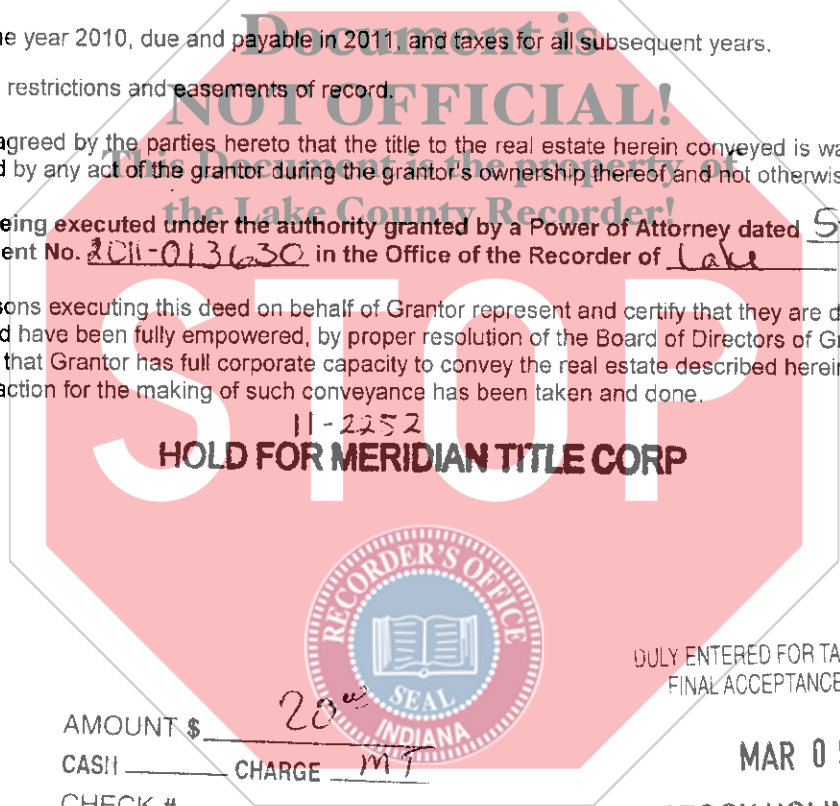 Document is
e year 2010, due and payable in 2011, and taxes for all subsequent years.
restrictions and easements of record.
NOT OFFICIAL!
agreed by the parties hereto that the title to the real estate herein conveyed is wa
This Document is the property of
d by any act of the grantor during the grantor's ownership thereof and not otherwis
the Lake County Recorder!
eing executed under the authority granted by a Power of Attorney dated
ent No. 2011-013630 in the Office of the Recorder of Lake
sons executing this deed on behalf of Grantor represent and certify that they are d
d have been fully empowered, by proper resolution of the Board of Directors of G
that Grantor has full corporate capacity to convey the real estate described herein
action for the making of such conveyance has been taken and done.
STOP
11-2252
HOLD FOR MERIDIAN TITLE CORP
RECORDER'S OFFICE
SEAL
INDIANA
DULY ENTERED FOR TA
FINAL ACCEPTANCE
AMOUNT $
CASH CHARGE MT
MAR 0
CHECK #